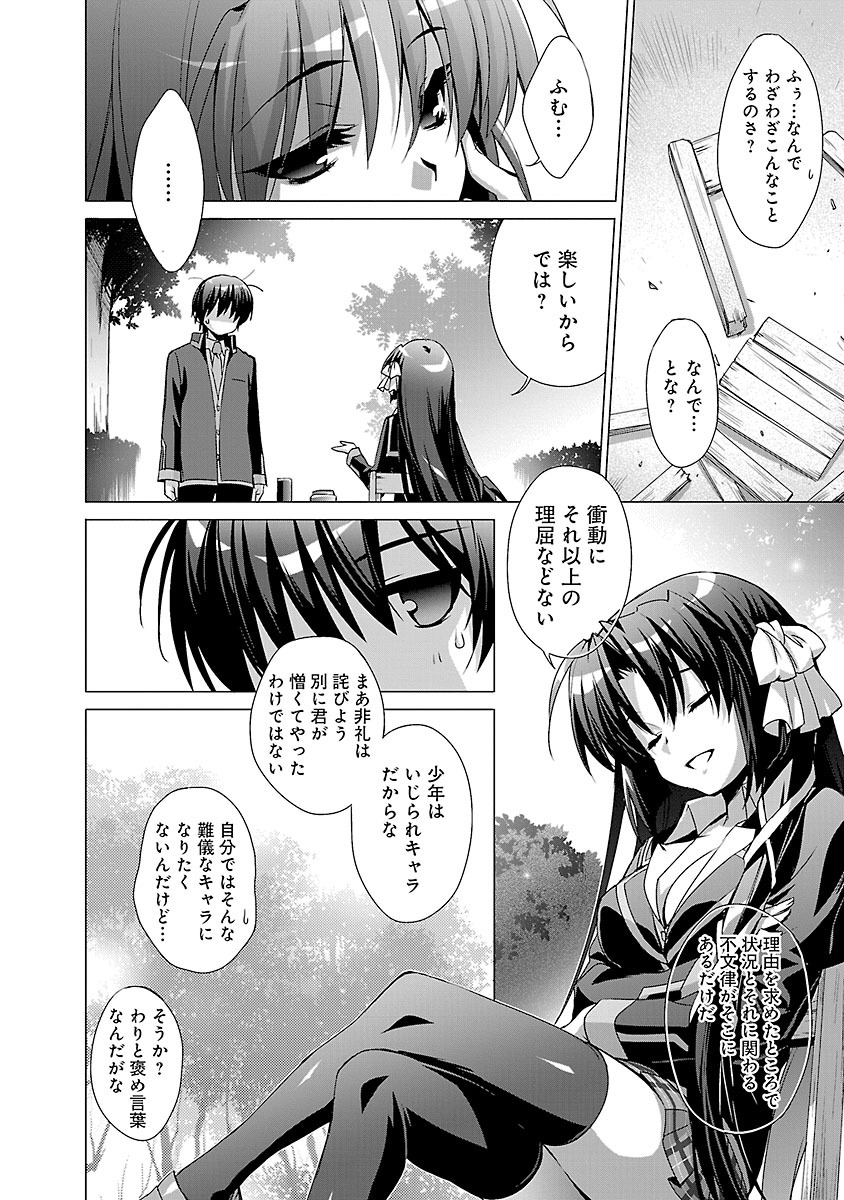 ふぅ…なんで
わざわざこんなこと
するのさ？
なんで…
とな？
ふむ…
……
楽しいから
では？
衝動に
それ以上の
理屈などない
理由を求めたところで
状況とそれに関わる
不文律がそこに
あるだけだ
少年は
いじられキャラ
だからな
まあ非礼は
詫びよう
別に君が
憎くてやった
わけではない
自分ではそんな
難儀なキャラに
なりたく
ないんだけど…
そうか？
わりと褒め言葉
なんだがな